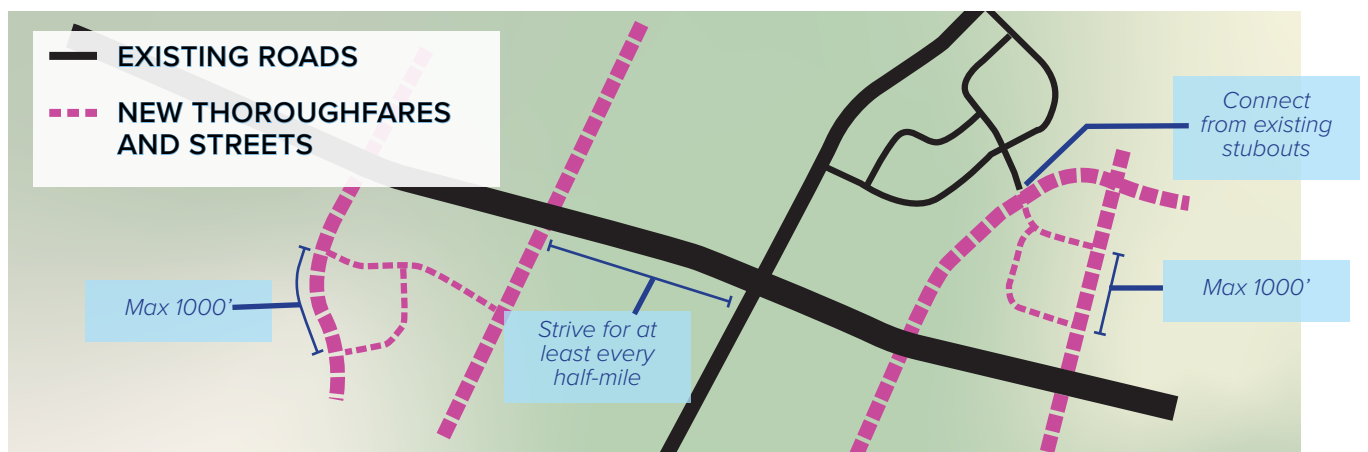 EXISTING ROADS
NEW THOROUGHFARES
AND STREETS
Connect
from existing
stubouts
Max 1000’
Max 1000’
Strive for at
least every
half-mile